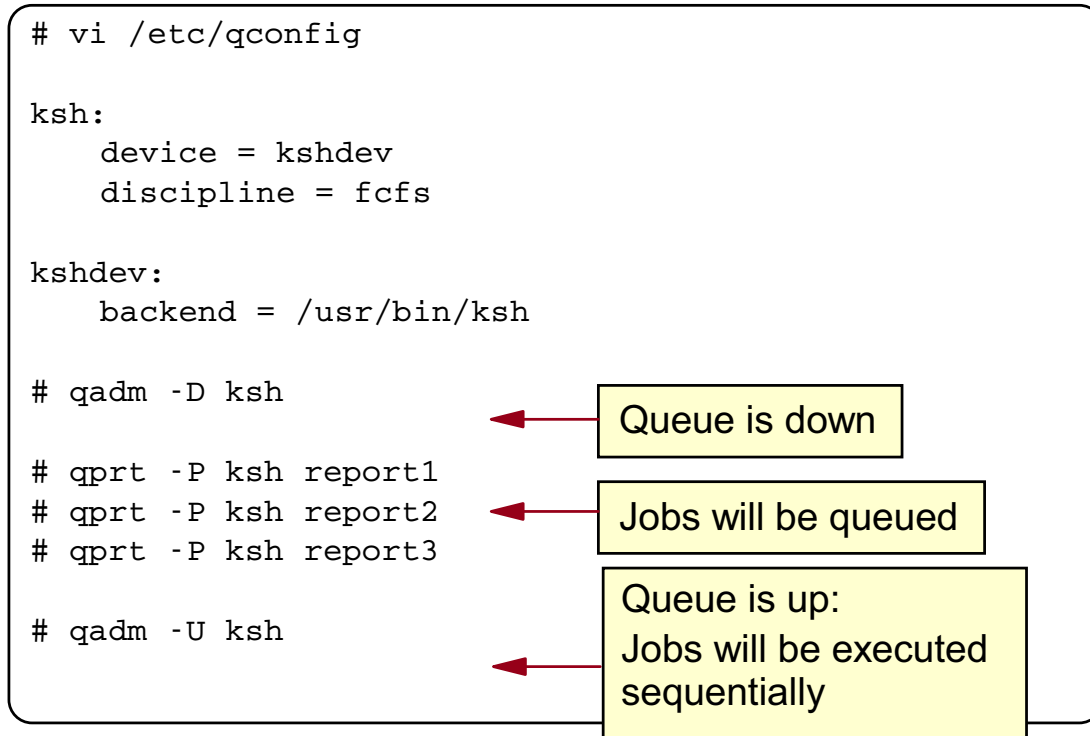 # vi /etc/qconfig
ksh:
device = kshdev
discipline = fcfs
kshdev:
backend = /usr/bin/ksh
# qadm -D ksh
Queue is down
# qprt -P ksh report1
# qprt -P ksh report2
Jobs will be queued
# qprt -P ksh report3
# qadm -U ksh
Queue is up:
Jobs will be executed
sequentially